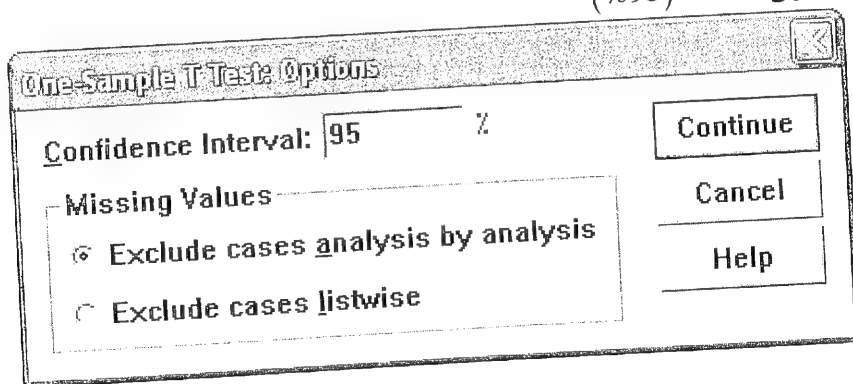 One-Sample T Test: Options
Confidence Interval: 95 %
Continue
Missing Values
Cancel
Exclude cases analysis by analysis
Help
Exclude cases listwise